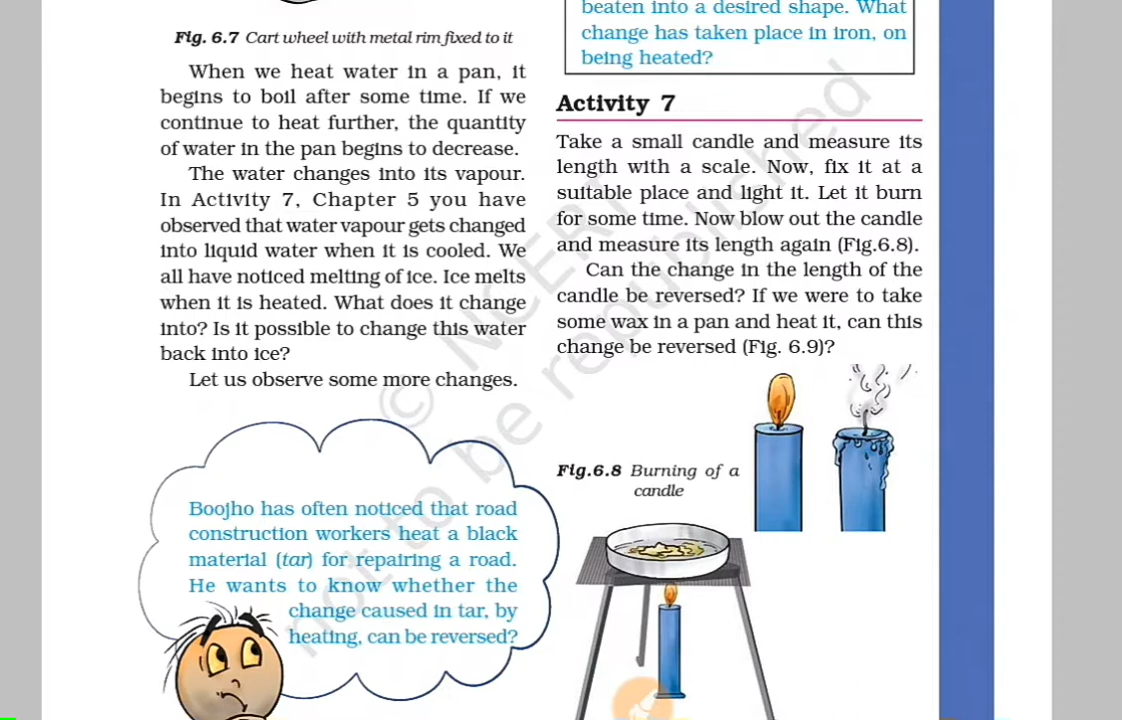 Fig. 6.7 Cart wheel with metal rim fixed to it
When we heat water in a pan, it
begins to boil after some time. If we
continue to heat further, the quantity
of water in the pan begins to decrease.
The water changes into its vapour.
In Activity 7, Chapter 5 you have
observed that water vapour gets changed
into liquid water when it is cooled. We
all have noticed melting of ice. Ice melts
when it is heated. What does it change
into? Is it possible to change this water
back into ice?
Let us observe some more changes.
Boojho has often noticed that road
construction workers heat a black
material (tar) for repairing a road.
He wants to know whether the
change caused in tar, by
heating, can be reversed?
beaten into a desired shape. What
change has taken place in iron, on
being heated?
Activity 7
Take a small candle and measure its
length with a scale. Now, fix it at a
suitable place and light it. Let it burn
for some time. Now blow out the candle
and measure its length again (Fig.6.8).
Can the change in the length of the
candle be reversed? If we were to take
some wax in a pan and heat it, can this
change be reversed (Fig. 6.9)?
Fig.6.8 Burning of a
candle
© NCERT
not to be republished